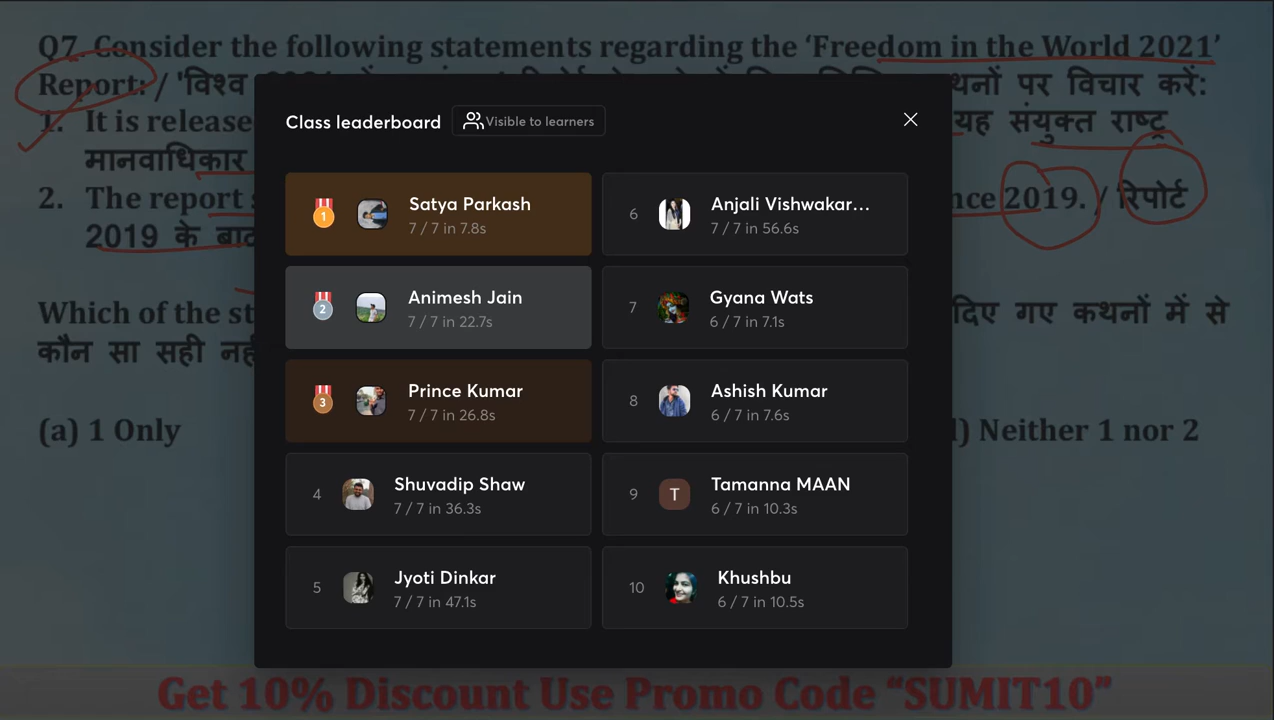 Q7. Consider the following statements regarding the ‘Freedom in the World 2021’
Report: / 'विश्व
थनों पर विचार करें:
1. It is release
यह संयुक्त राष्ट्र
मानवाधिकार
2. The report s
nce 2019. / रिपोर्ट
2019 के बाद
Which of the st
दिए गए कथनों में से
कौन सा सही नही
(a) 1 Only
d) Neither 1 nor 2
Class leaderboard
Visible to learners
1
Satya Parkash
7 / 7 in 7.8s
2
Animesh Jain
7 / 7 in 22.7s
3
Prince Kumar
7 / 7 in 26.8s
4
Shuvadip Shaw
7 / 7 in 36.3s
5
Jyoti Dinkar
7 / 7 in 47.1s
6
Anjali Vishwakar...
7 / 7 in 56.6s
7
Gyana Wats
6 / 7 in 7.1s
8
Ashish Kumar
6 / 7 in 7.6s
9
T
Tamanna MAAN
6 / 7 in 10.3s
10
Khushbu
6 / 7 in 10.5s
Get 10% Discount Use Promo Code “SUMIT10”